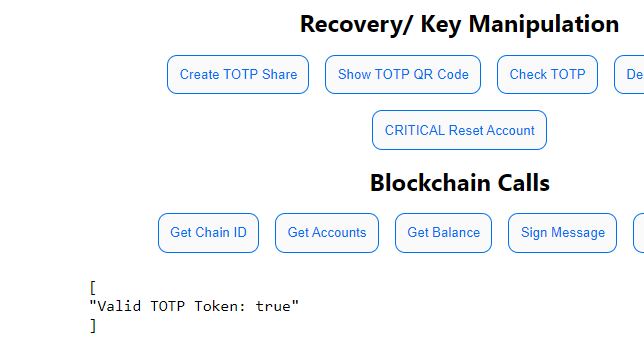 Recovery/ Key Manipulation
Create TOTP Share Show TOTP QR Code Check TOTP De
CRITICAL Reset Account
Blockchain Calls
Get Chain ID Get Accounts Get Balance Sign Message
[
"Valid TOTP Token: true"
]